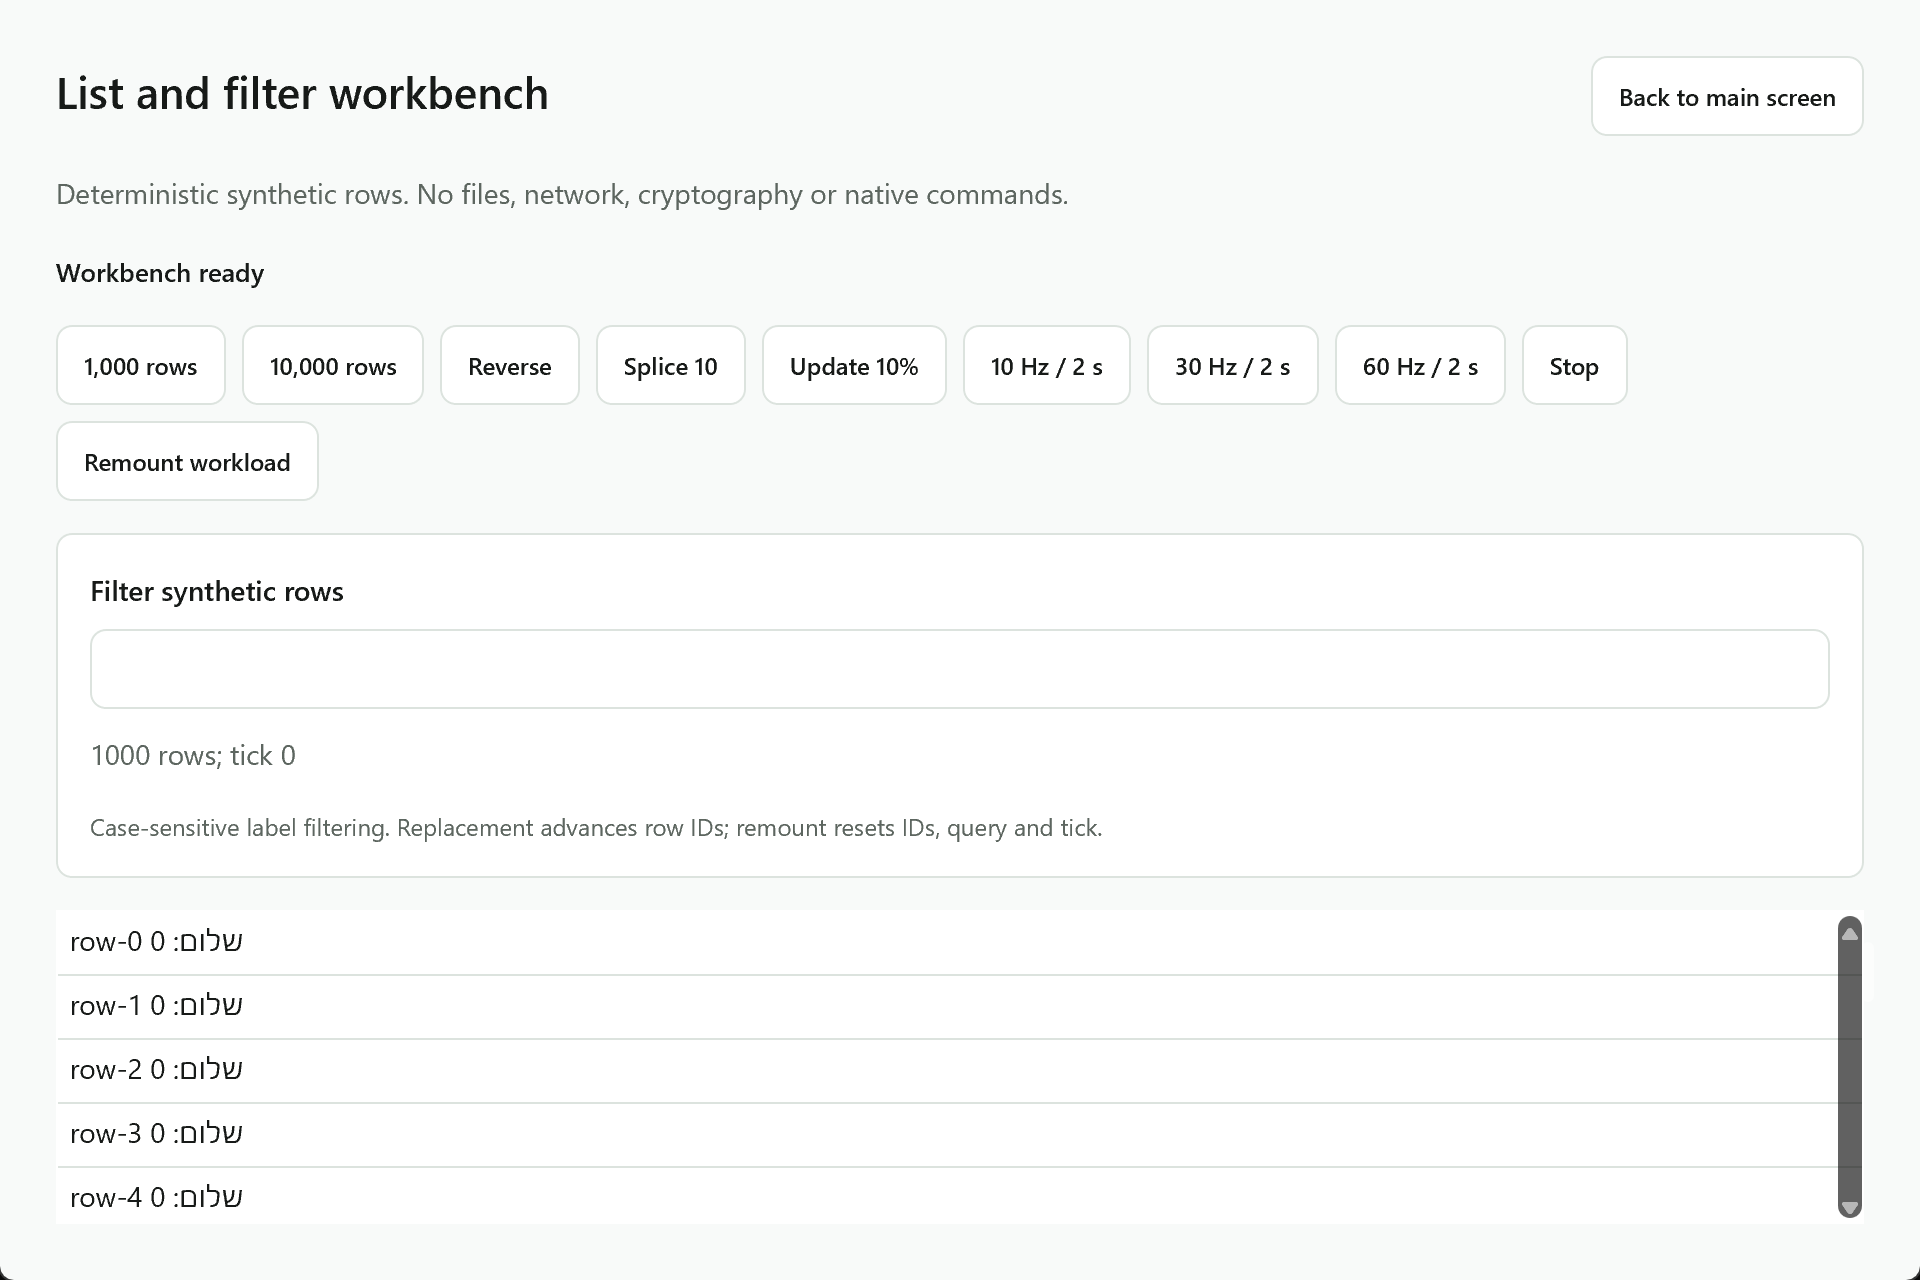 List and filter workbench
Back to main screen
Deterministic synthetic rows. No files, network, cryptography or native commands.
Workbench ready
1,000 rows 10,000 rows Reverse Splice 10 Update 10% 10 Hz / 2 s 30 Hz / 2 s 60 Hz / 2 s Stop
Remount workload
Filter synthetic rows
1000 rows; tick 0
Case-sensitive label filtering. Replacement advances row IDs; remount resets IDs, query and tick.
row-0 שלום: 0
row-1 שלום: 0
row-2 שלום: 0
row-3 שלום: 0
row-4 שלום: 0